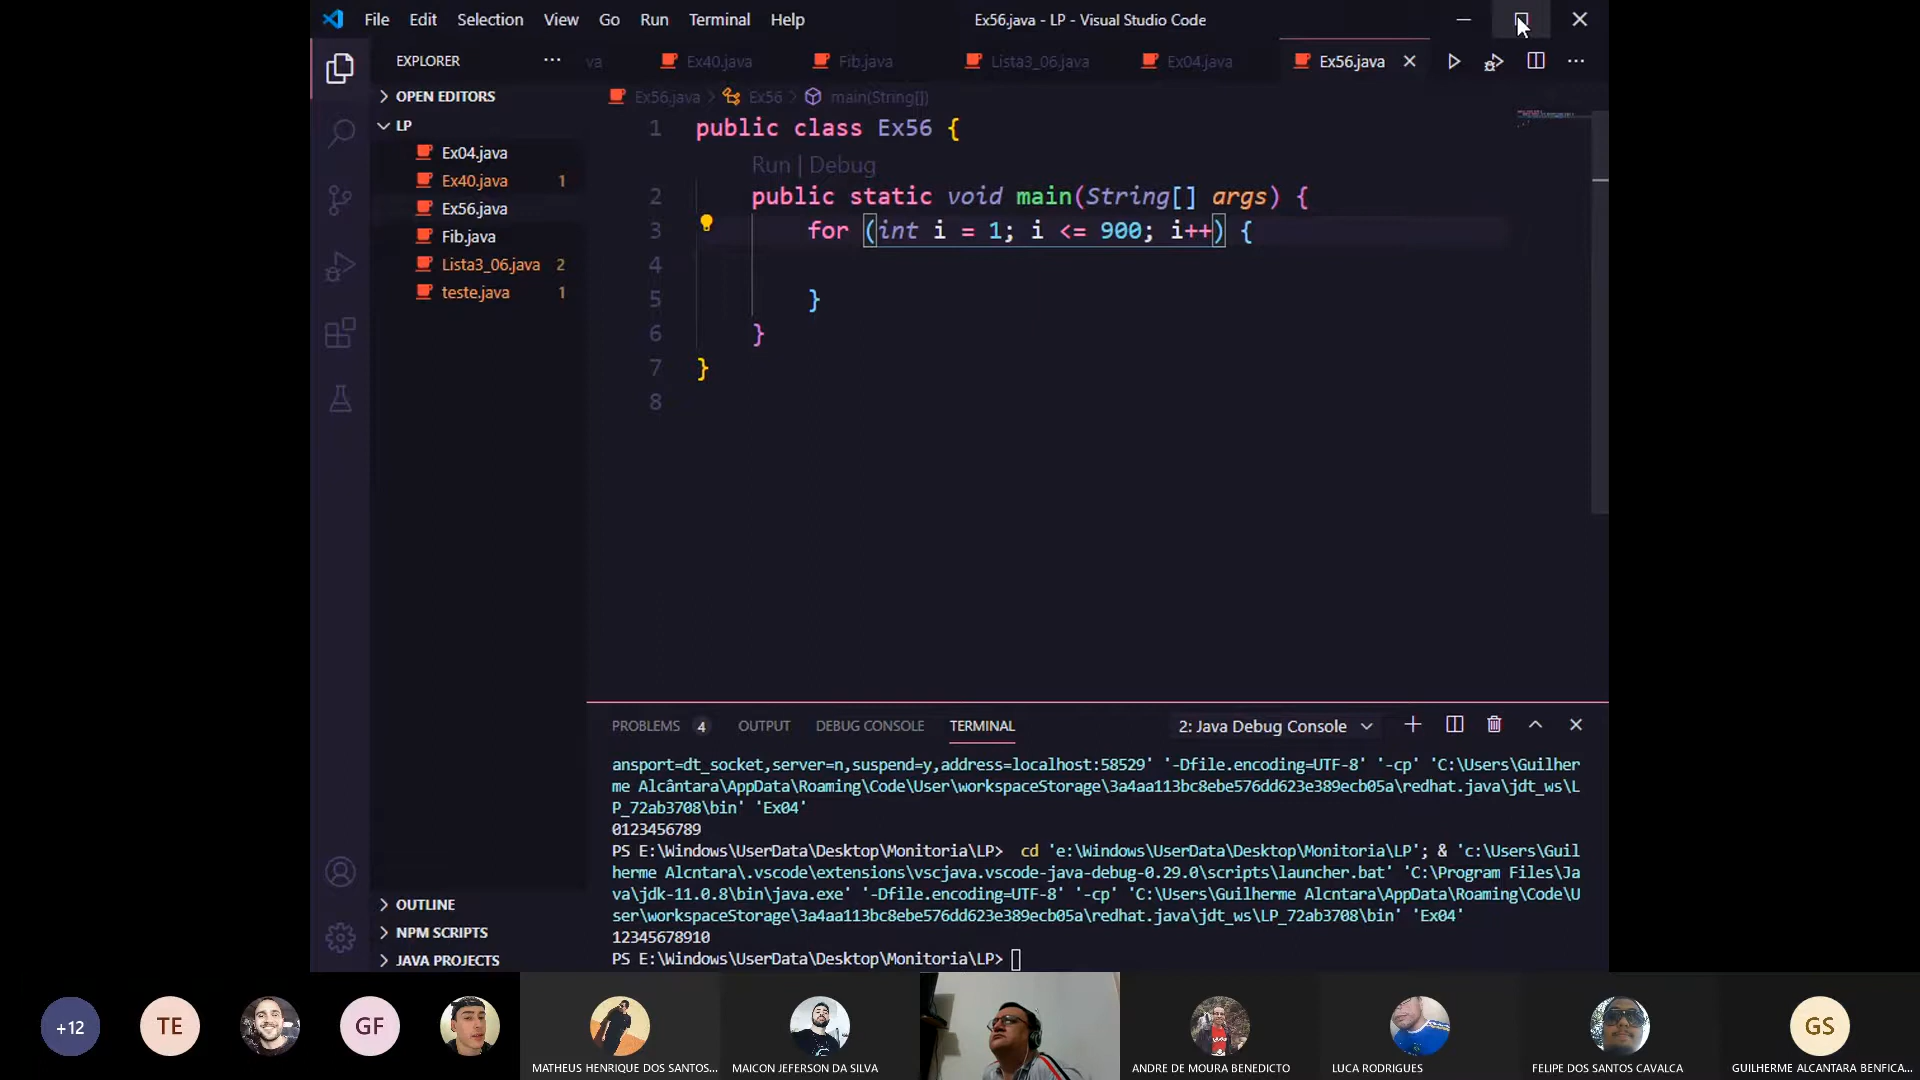 File Edit Selection View Go Run Terminal Help
Ex56.java - LP - Visual Studio Code
EXPLORER
va
Ex40.java
Fib.java
Lista3_06.java
Ex04.java
Ex56.java
OPEN EDITORS
LP
Ex04.java
Ex40.java 1
Ex56.java
Fib.java
Lista3_06.java 2
teste.java 1
OUTLINE
NPM SCRIPTS
JAVA PROJECTS
Ex56.java > Ex56 > main(String[])
1 public class Ex56 {
Run | Debug
2 public static void main(String[] args) {
3 for (int i = 1; i <= 900; i++) {
4
5 }
6 }
7 }
8
PROBLEMS 4 OUTPUT DEBUG CONSOLE TERMINAL
2: Java Debug Console
ansport=dt_socket,server=n,suspend=y,address=localhost:58529' '-Dfile.encoding=UTF-8' '-cp' 'C:\Users\Guilher
me Alcântara\AppData\Roaming\Code\User\workspaceStorage\3a4aa113bc8ebe576dd623e389ecb05a\redhat.java\jdt_ws\L
P_72ab3708\bin' 'Ex04'
0123456789
PS E:\Windows\UserData\Desktop\Monitoria\LP> cd 'e:\Windows\UserData\Desktop\Monitoria\LP'; & 'c:\Users\Guil
herme Alcntara\.vscode\extensions\vscjava.vscode-java-debug-0.29.0\scripts\launcher.bat' 'C:\Program Files\Ja
va\jdk-11.0.8\bin\java.exe' '-Dfile.encoding=UTF-8' '-cp' 'C:\Users\Guilherme Alcntara\AppData\Roaming\Code\U
ser\workspaceStorage\3a4aa113bc8ebe576dd623e389ecb05a\redhat.java\jdt_ws\LP_72ab3708\bin' 'Ex04'
12345678910
PS E:\Windows\UserData\Desktop\Monitoria\LP>
+12
TE
GF
MATHEUS HENRIQUE DOS SANTOS...
MAICON JEFERSON DA SILVA
ANDRE DE MOURA BENEDICTO
LUCA RODRIGUES
FELIPE DOS SANTOS CAVALCA
GS
GUILHERME ALCANTARA BENFICA...